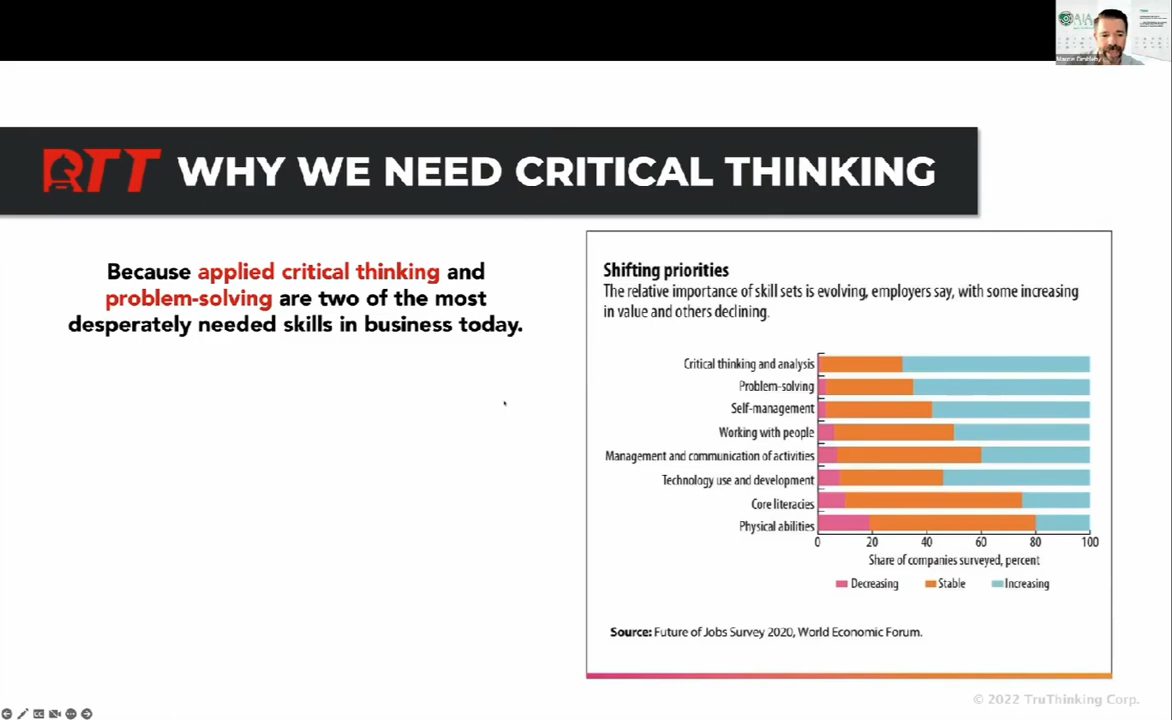 RTT WHY WE NEED CRITICAL THINKING
Because applied critical thinking and
problem-solving are two of the most
desperately needed skills in business today.
Shifting priorities
The relative importance of skill sets is evolving, employers say, with some increasing
in value and others declining.
Critical thinking and analysis
Problem-solving
Self-management
Working with people
Management and communication of activities
Technology use and development
Core literacies
Physical abilities
0 20 40 60 80 100
Share of companies surveyed, percent
Decreasing Stable Increasing
Source: Future of Jobs Survey 2020, World Economic Forum.
© 2022 TruThinking Corp.